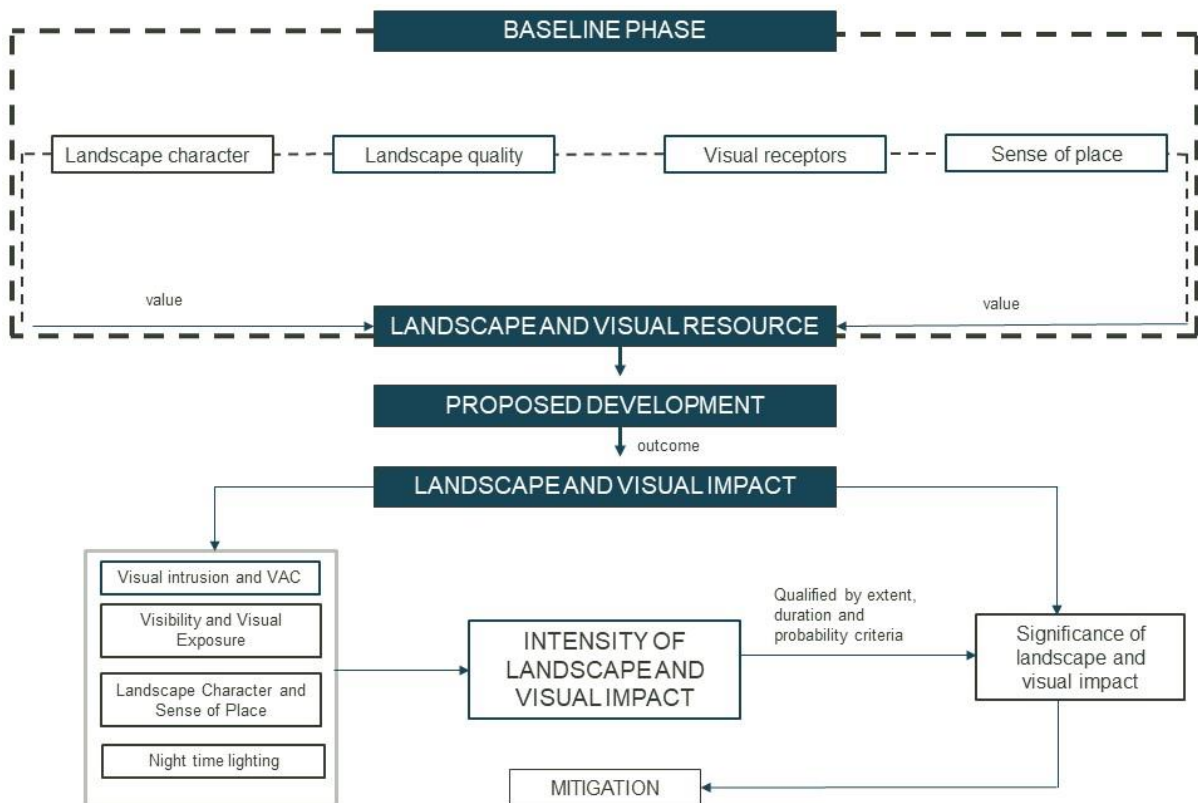 BASELINE PHASE
Landscape character
Landscape quality
Visual receptors
Sense of place
value
value
LANDSCAPE AND VISUAL RESOURCE
PROPOSED DEVELOPMENT
outcome
LANDSCAPE AND VISUAL IMPACT
Visual intrusion and VAC
Visibility and Visual
Exposure
Landscape Character and
Sense of Place
Night time lighting
INTENSITY OF
LANDSCAPE AND
VISUAL IMPACT
Qualified by extent,
duration and
probability criteria
Significance of
landscape and
visual impact
MITIGATION